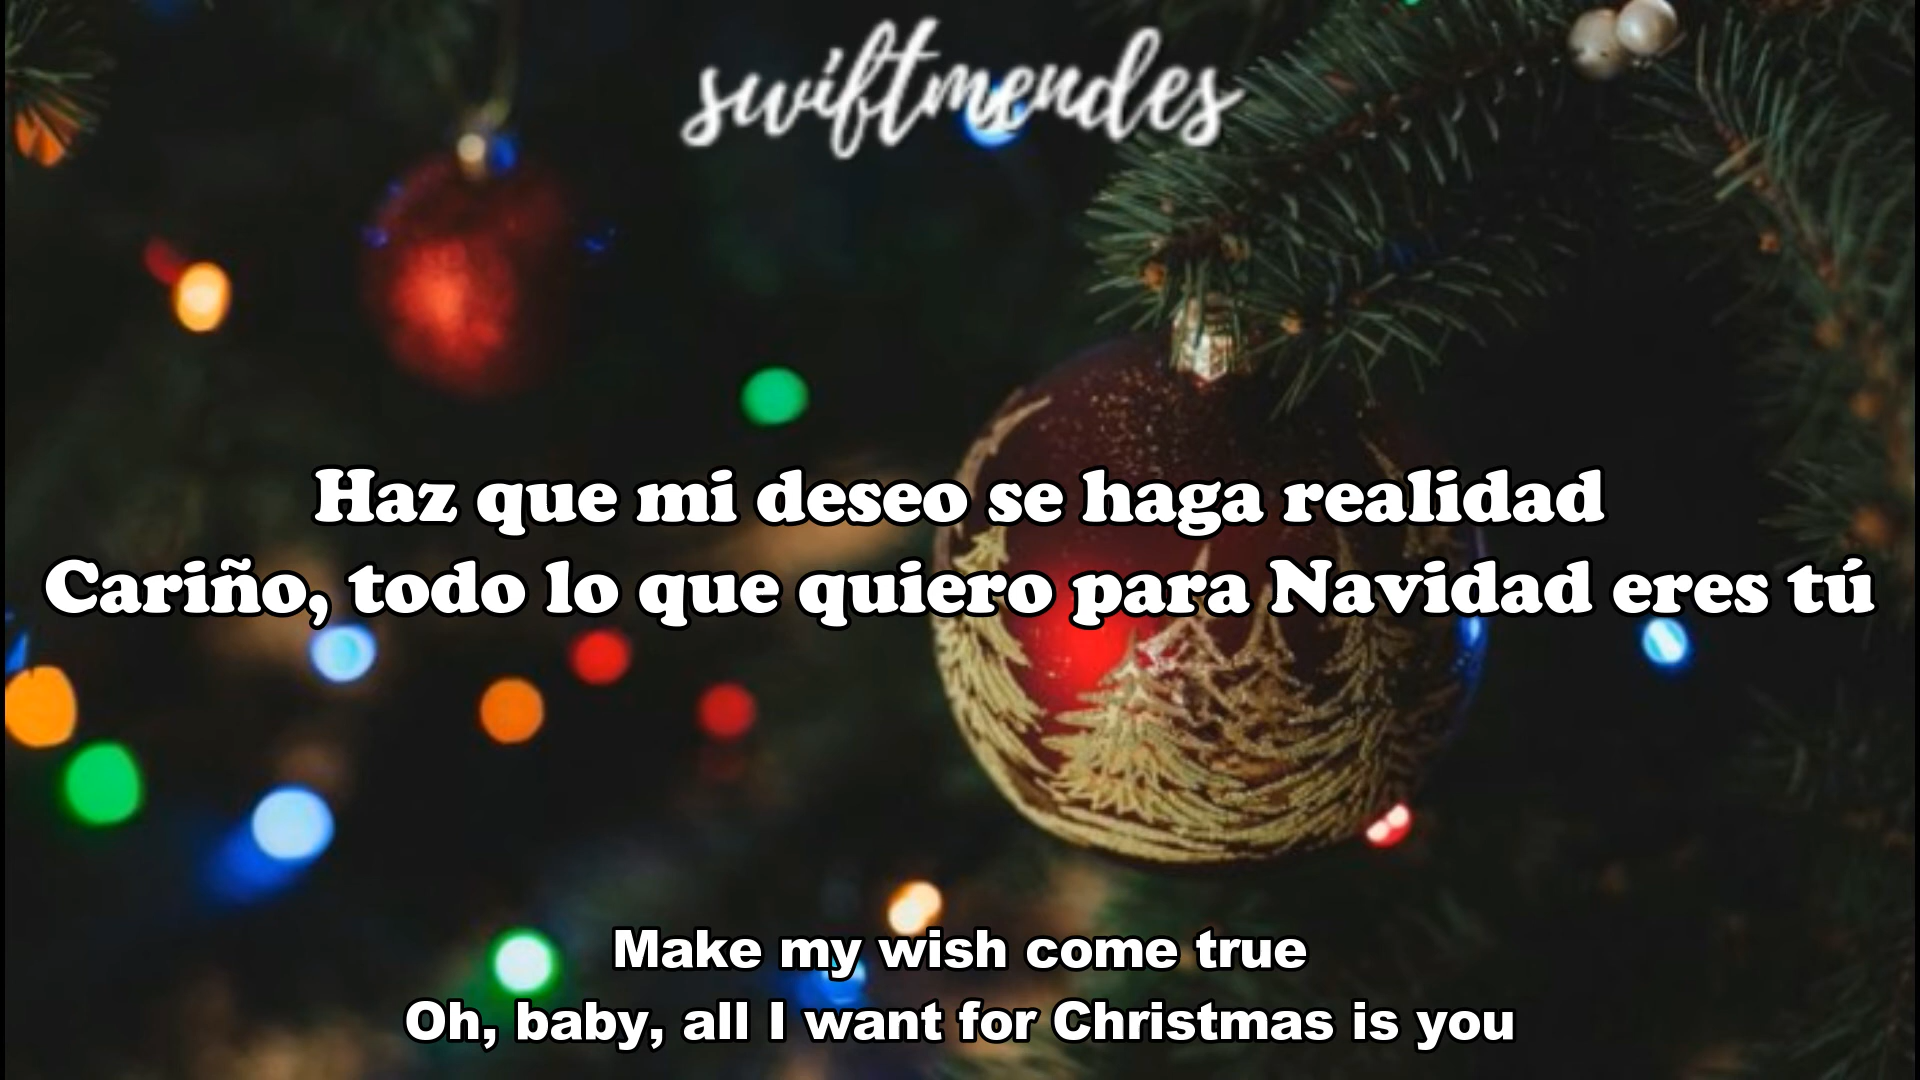 swiftmendes
Haz que mi deseo se haga realidad
Cariño, todo lo que quiero para Navidad eres tú
Make my wish come true
Oh, baby, all I want for Christmas is you